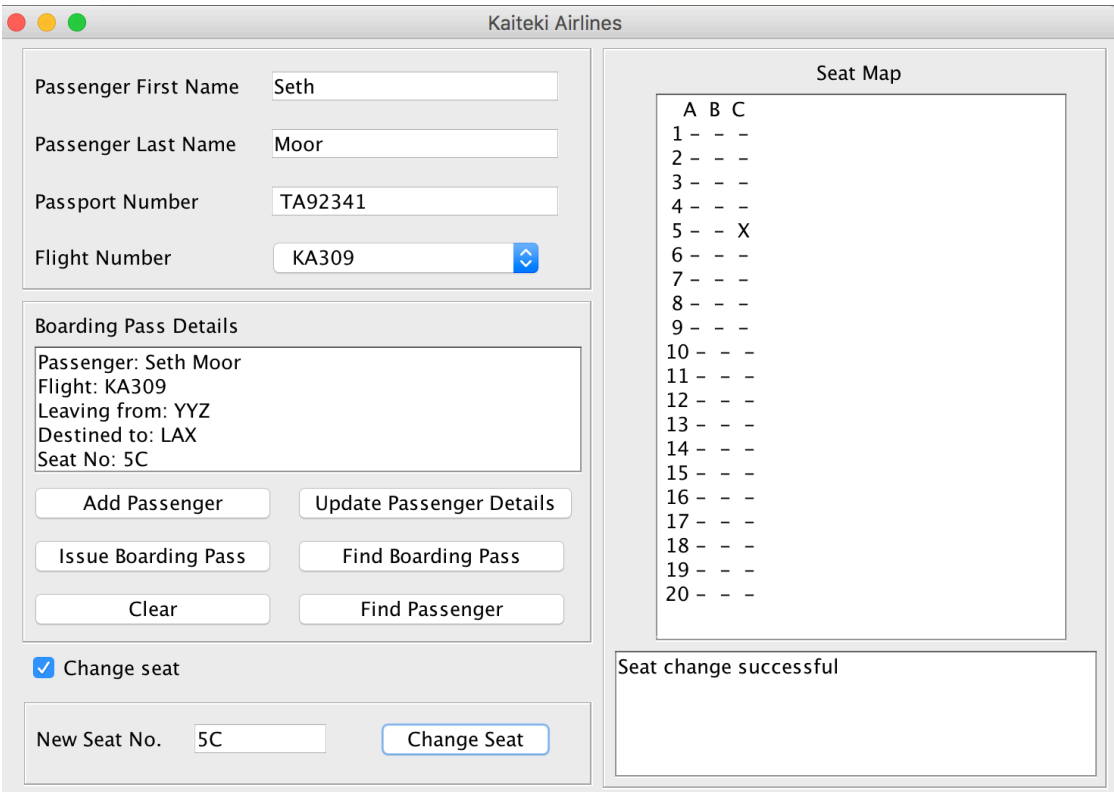 Kaiteki Airlines
Passenger First Name Seth
Passenger Last Name Moor
Passport Number TA92341
Flight Number KA309
Boarding Pass Details
Passenger: Seth Moor
Flight: KA309
Leaving from: YYZ
Destined to: LAX
Seat No: 5C
Add Passenger Update Passenger Details
Issue Boarding Pass Find Boarding Pass
Clear Find Passenger
Change seat
New Seat No. 5C Change Seat
Seat Map
A B C
1 – – –
2 – – –
3 – – –
4 – – –
5 – – X
6 – – –
7 – – –
8 – – –
9 – – –
10 – – –
11 – – –
12 – – –
13 – – –
14 – – –
15 – – –
16 – – –
17 – – –
18 – – –
19 – – –
20 – – –
Seat change successful